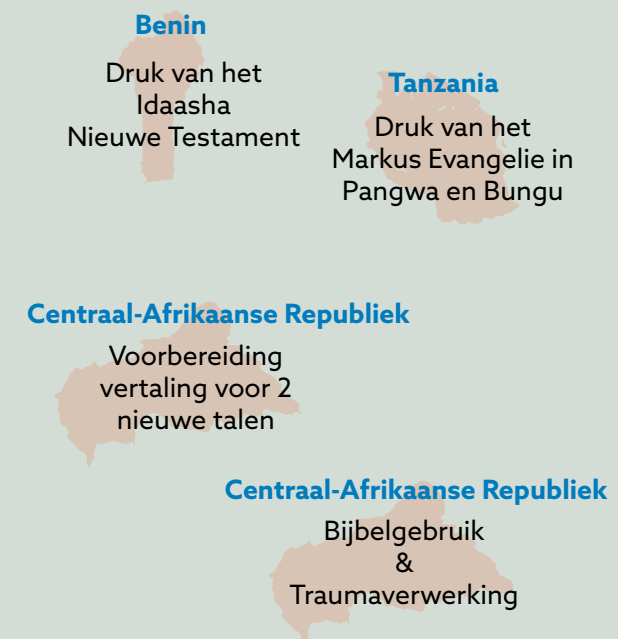 Benin
Druk van het
Idaasha
Nieuwe Testament
Tanzania
Druk van het
Markus Evangelie in
Pangwa en Bungu
Centraal-Afrikaanse Republiek
Voorbereiding
vertaling voor 2
nieuwe talen
Centraal-Afrikaanse Republiek
Bijbelgebruik
&
Traumaverwerking